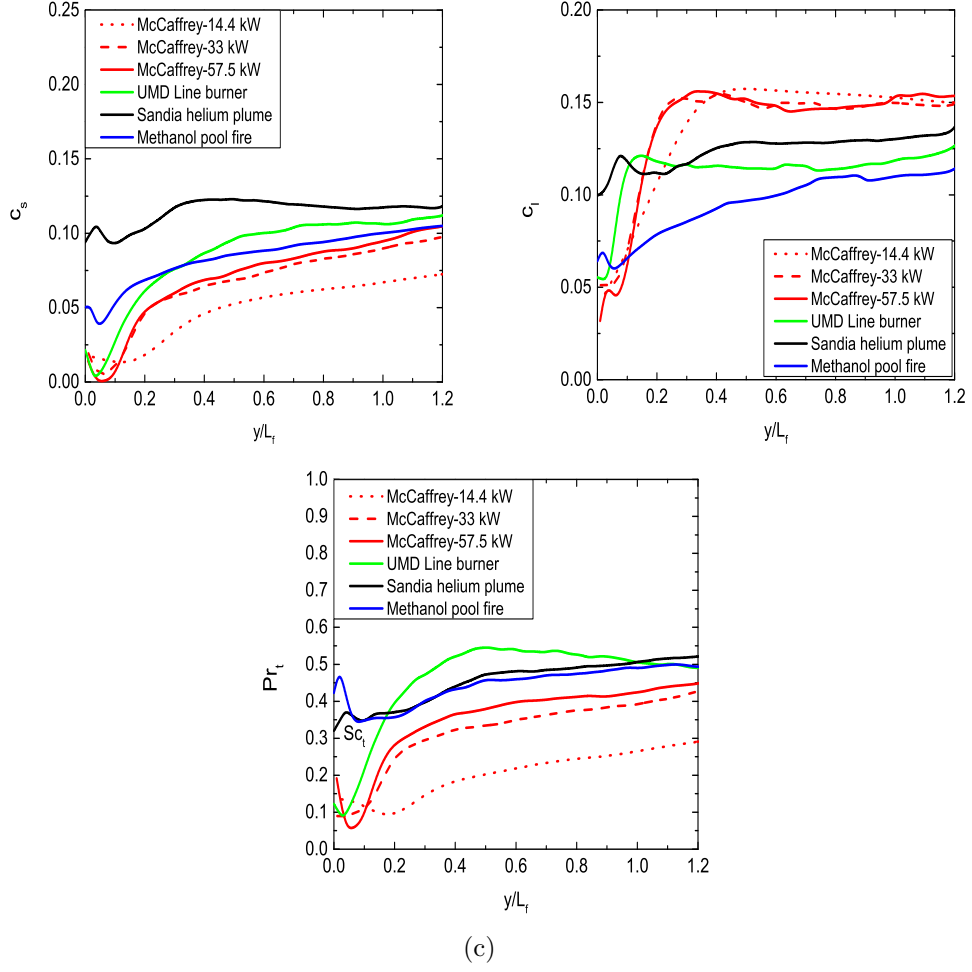 0.25
0.20
0.15
0.10
0.05
0.00
c_s
McCaffrey-14.4 kW
McCaffrey-33 kW
McCaffrey-57.5 kW
UMD Line burner
Sandia helium plume
Methanol pool fire
0.0 0.2 0.4 0.6 0.8 1.0 1.2
y/L_f
0.20
0.15
0.10
0.05
0.00
c_I
McCaffrey-14.4 kW
McCaffrey-33 kW
McCaffrey-57.5 kW
UMD Line burner
Sandia helium plume
Methanol pool fire
0.0 0.2 0.4 0.6 0.8 1.0 1.2
y/L_f
1.0
0.9
0.8
0.7
0.6
0.5
0.4
0.3
0.2
0.1
0.0
Pr_t
McCaffrey-14.4 kW
McCaffrey-33 kW
McCaffrey-57.5 kW
UMD Line burner
Sandia helium plume
Methanol pool fire
Sc_t
0.0 0.2 0.4 0.6 0.8 1.0 1.2
y/L_f
(c)